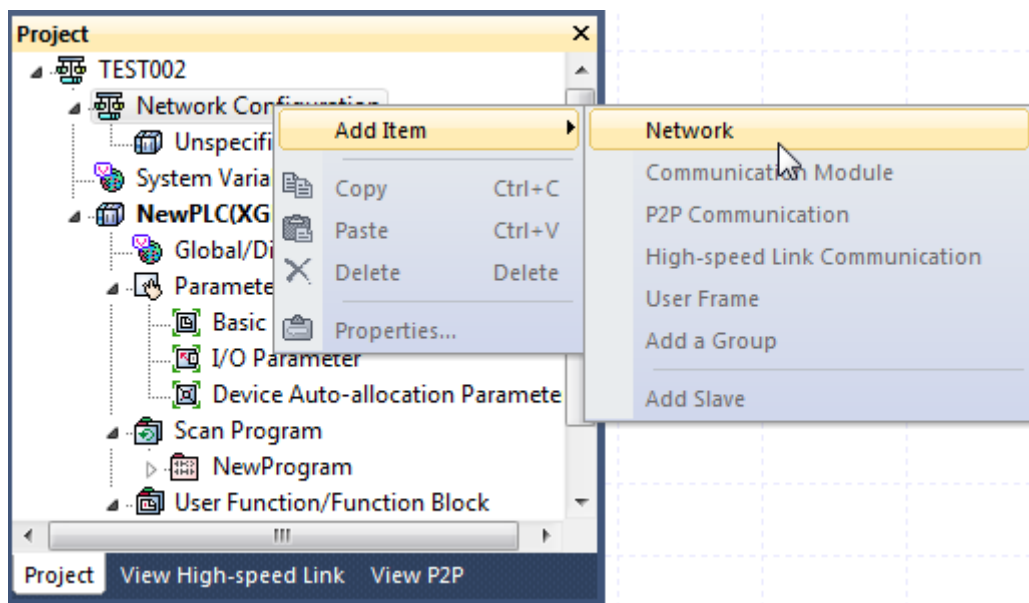 Project
TEST002
Network Configuration
Unspecifi
System Varia
NewPLC(XG
Global/Di
Paramete
Basic
I/O Parameter
Device Auto-allocation Paramete
Scan Program
NewProgram
User Function/Function Block
Project View High-speed Link View P2P
Add Item
Copy Ctrl+C
Paste Ctrl+V
Delete Delete
Properties...
Network
Communication Module
P2P Communication
High-speed Link Communication
User Frame
Add a Group
Add Slave